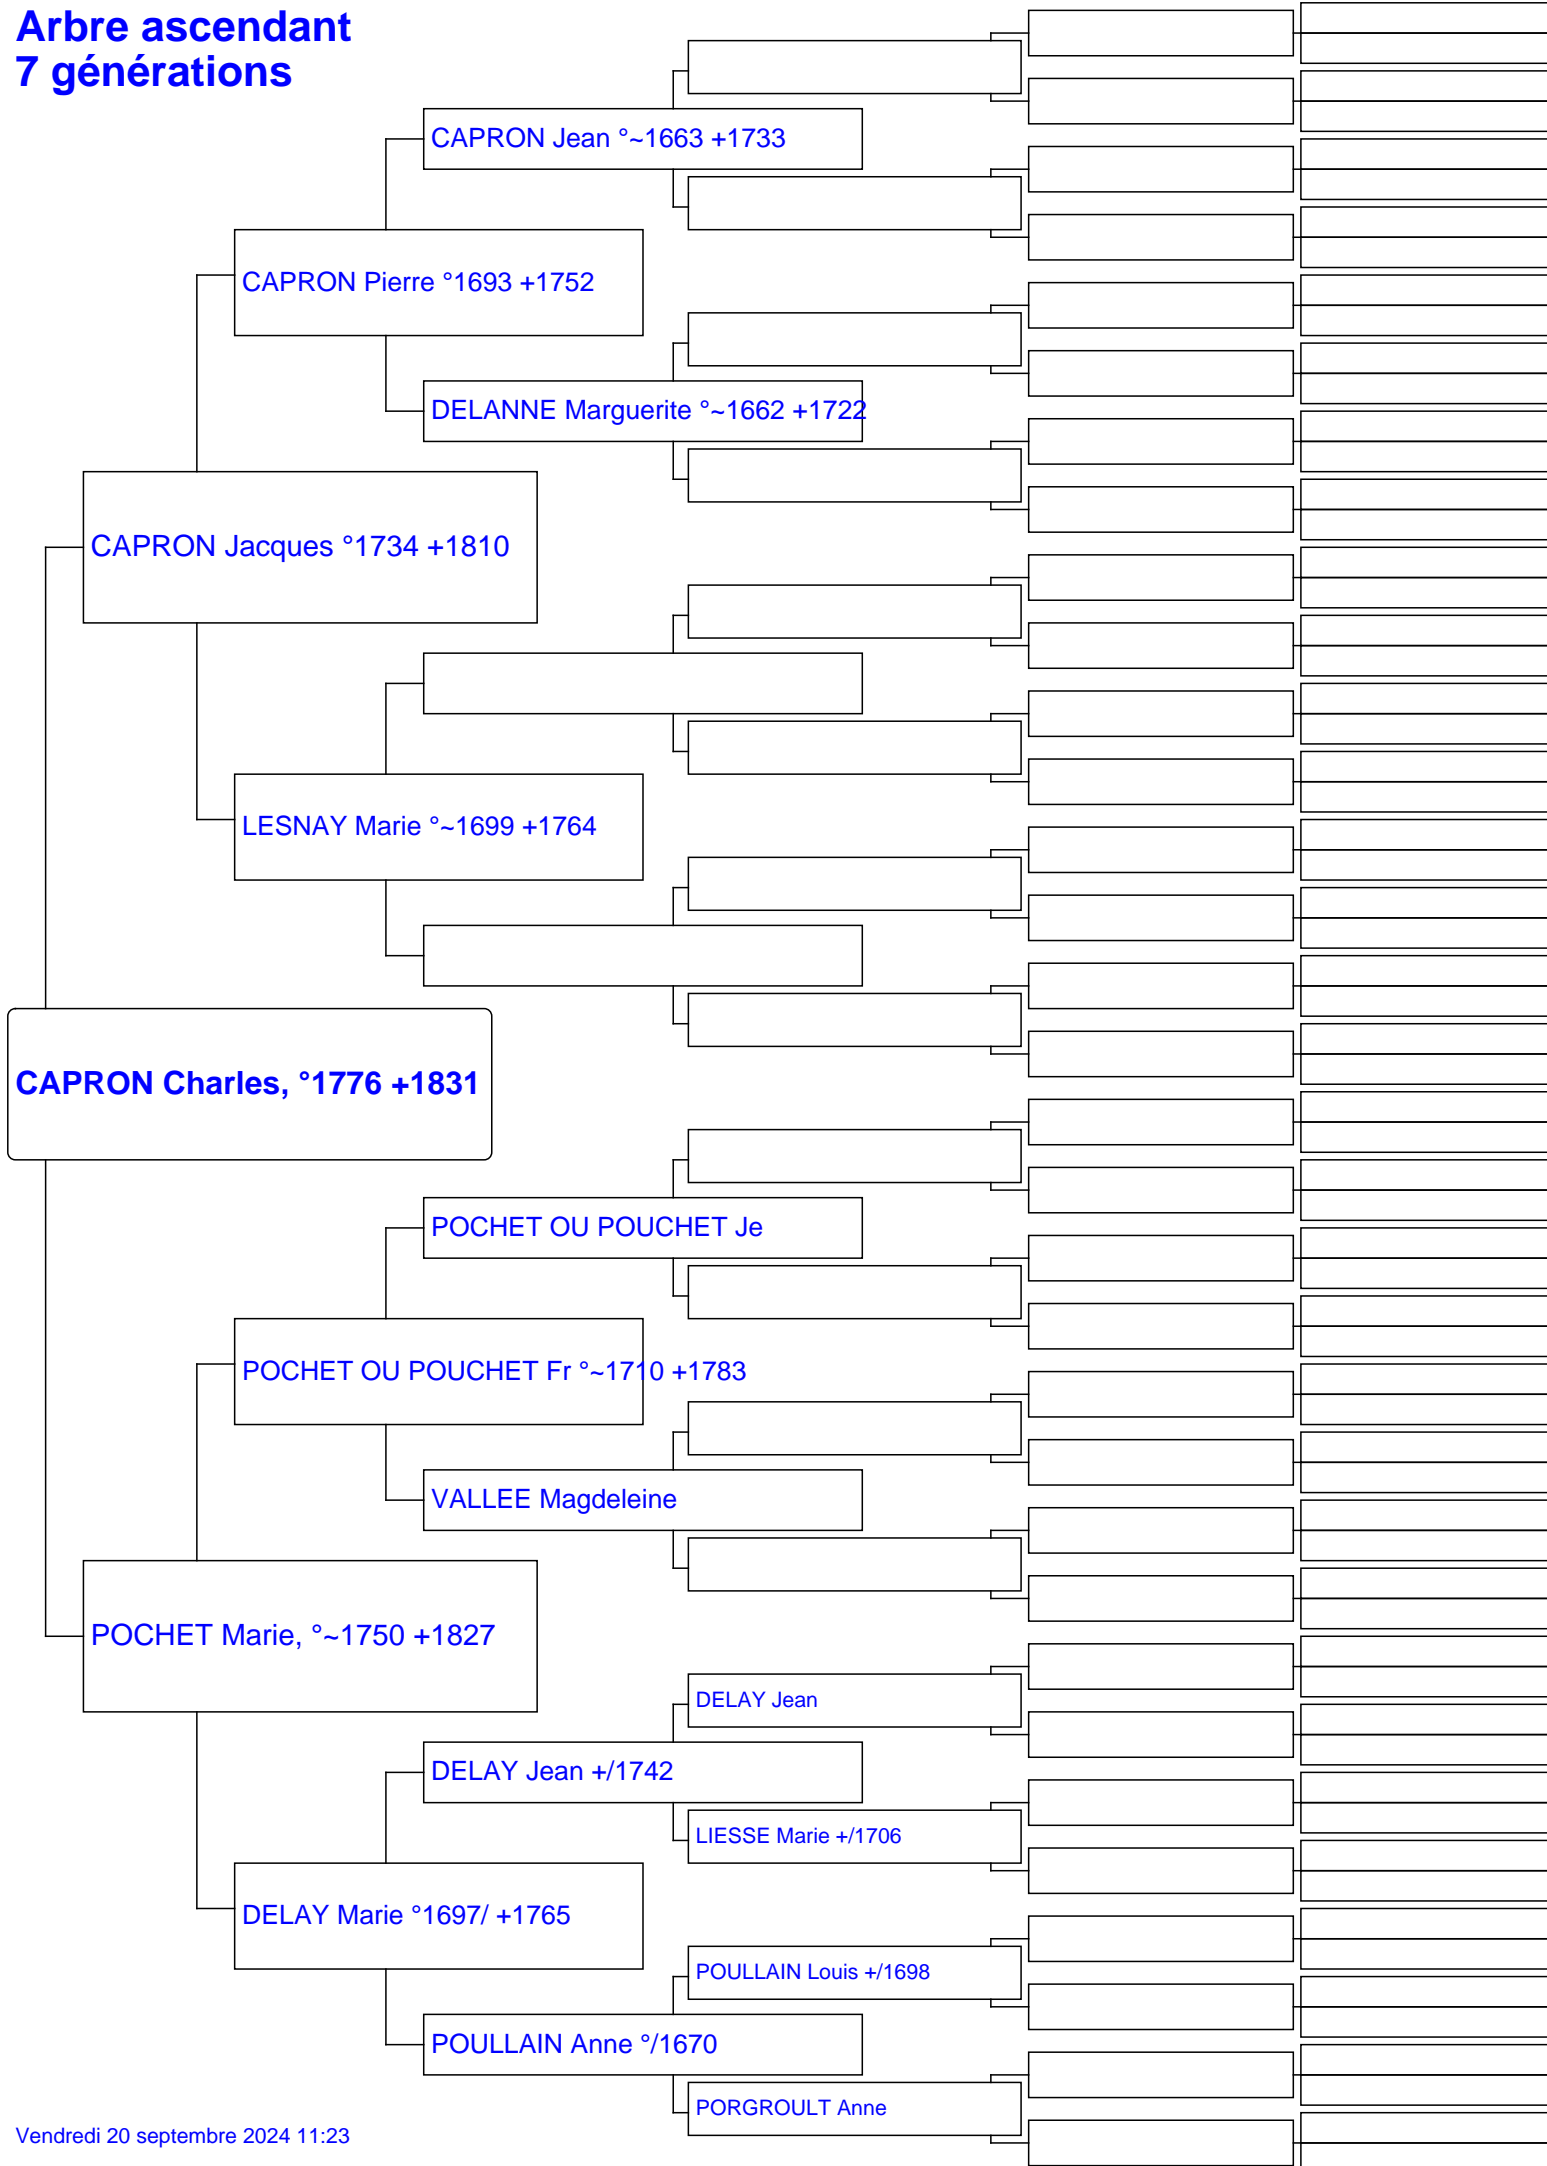 Arbre ascendant
7 générations
CAPRON Jean °~1663 +1733
CAPRON Pierre °1693 +1752
DELANNE Marguerite °~1662 +1722
CAPRON Jacques °1734 +1810
LESNAY Marie °~1699 +1764
CAPRON Charles, °1776 +1831
POCHET OU POUCHET Je
POCHET OU POUCHET Fr °~1710 +1783
VALLEE Magdeleine
POCHET Marie, °~1750 +1827
DELAY Jean
DELAY Jean +/1742
LIESSE Marie +/1706
DELAY Marie °1697/ +1765
POULLAIN Louis +/1698
POULLAIN Anne °/1670
PORGROULT Anne
Vendredi 20 septembre 2024 11:23